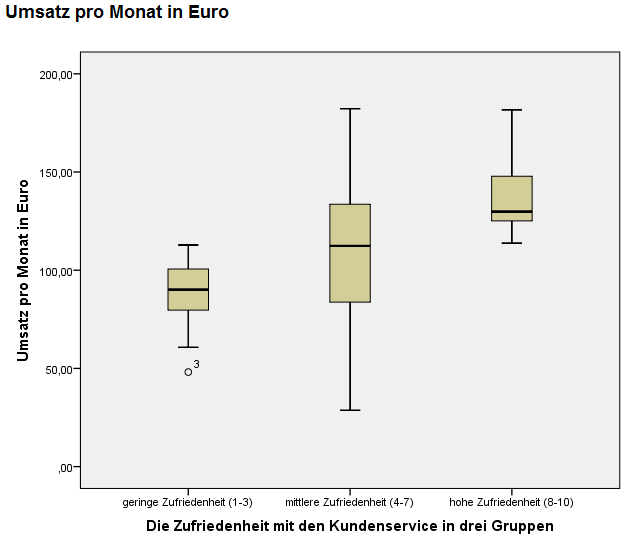 Umsatz pro Monat in Euro
Umsatz pro Monat in Euro
200,00
150,00
100,00
50,00
,00
3
geringe Zufriedenheit (1-3)
mittlere Zufriedenheit (4-7)
hohe Zufriedenheit (8-10)
Die Zufriedenheit mit den Kundenservice in drei Gruppen